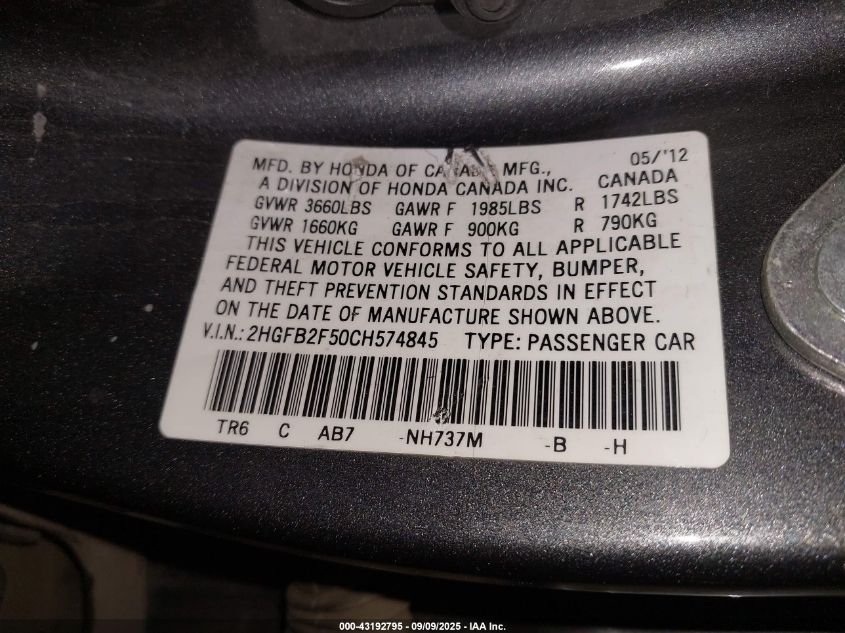 MFD. BY HONDA OF CANADA MFG., 05/'12
A DIVISION OF HONDA CANADA INC. CANADA
GVWR 3660LBS GAWR F 1985LBS R 1742LBS
GVWR 1660KG GAWR F 900KG R 790KG
THIS VEHICLE CONFORMS TO ALL APPLICABLE
FEDERAL MOTOR VEHICLE SAFETY, BUMPER,
AND THEFT PREVENTION STANDARDS IN EFFECT
ON THE DATE OF MANUFACTURE SHOWN ABOVE.
V.I.N.: 2HGFB2F50CH574845 TYPE: PASSENGER CAR
TR6 C AB7 -NH737M -B -H
000-43192795 - 09/09/2025 - IAA Inc.